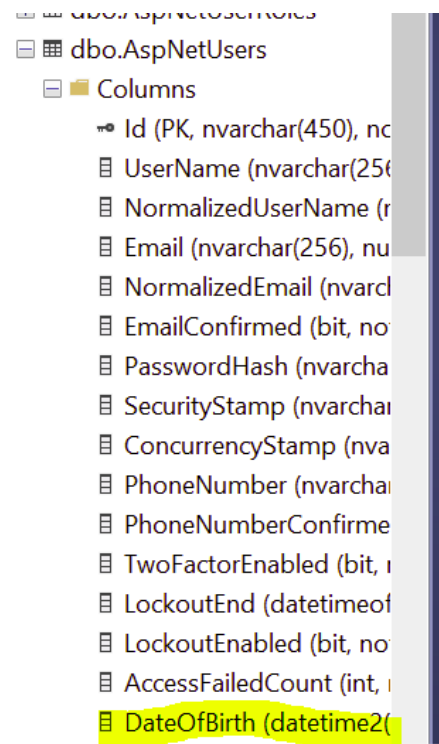 dbo.AspNetUserRoles
dbo.AspNetUsers
Columns
Id (PK, nvarchar(450), nc
UserName (nvarchar(256
NormalizedUserName (r
Email (nvarchar(256), nu
NormalizedEmail (nvarcl
EmailConfirmed (bit, no
PasswordHash (nvarcha
SecurityStamp (nvarchar
ConcurrencyStamp (nva
PhoneNumber (nvarchar
PhoneNumberConfirme
TwoFactorEnabled (bit, r
LockoutEnd (datetimeof
LockoutEnabled (bit, no
AccessFailedCount (int, 
DateOfBirth (datetime2(